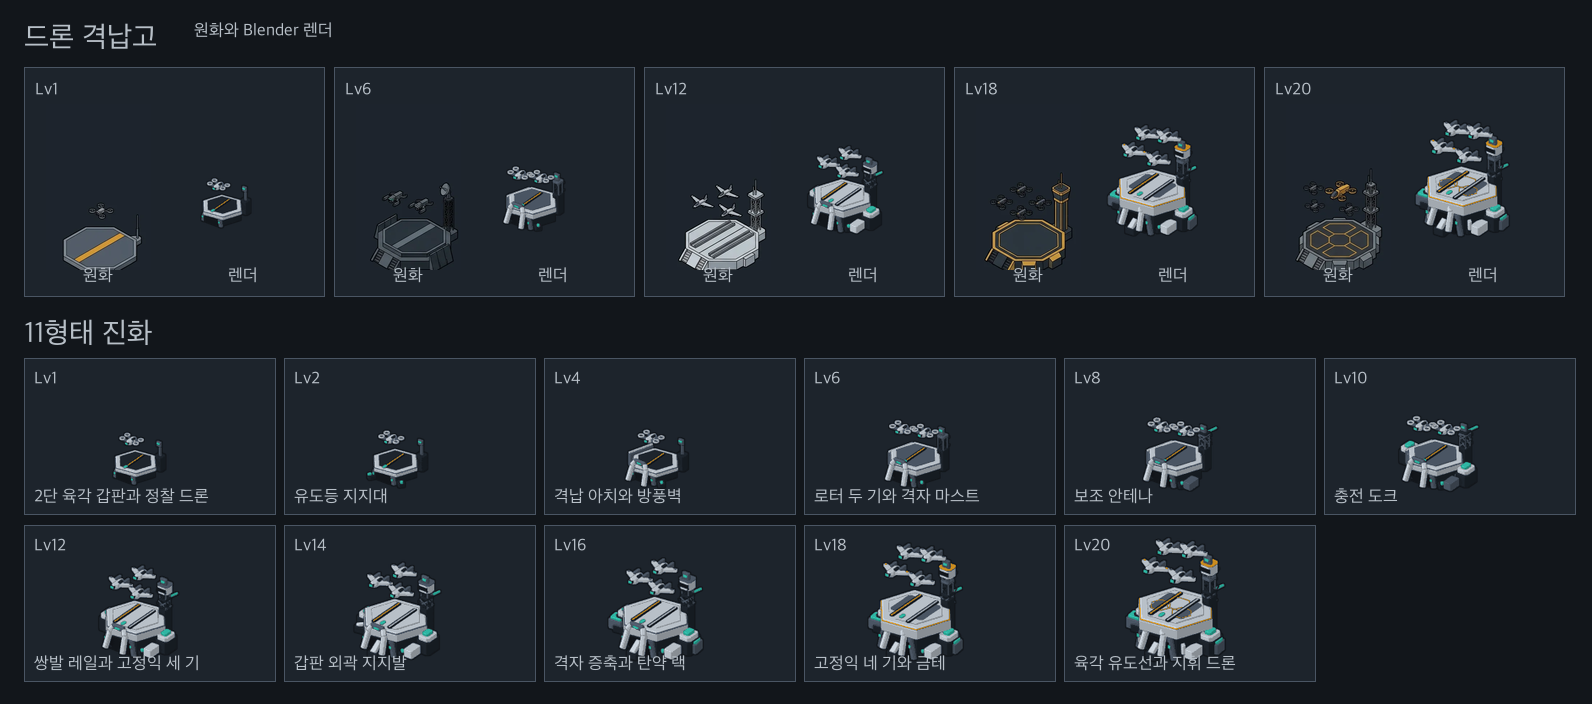 드론 격납고
원화와 Blender 렌더
Lv1
원화
렌더
Lv6
원화
렌더
Lv12
원화
렌더
Lv18
원화
렌더
Lv20
원화
렌더
11형태 진화
Lv1
2단 육각 갑판과 정찰 드론
Lv2
유도등 지지대
Lv4
격납 아치와 방풍벽
Lv6
로터 두 기와 격자 마스트
Lv8
보조 안테나
Lv10
충전 도크
Lv12
쌍발 레일과 고정익 세 기
Lv14
갑판 외곽 지지발
Lv16
격자 증축과 탄약 랙
Lv18
고정익 네 기와 금테
Lv20
육각 유도선과 지휘 드론